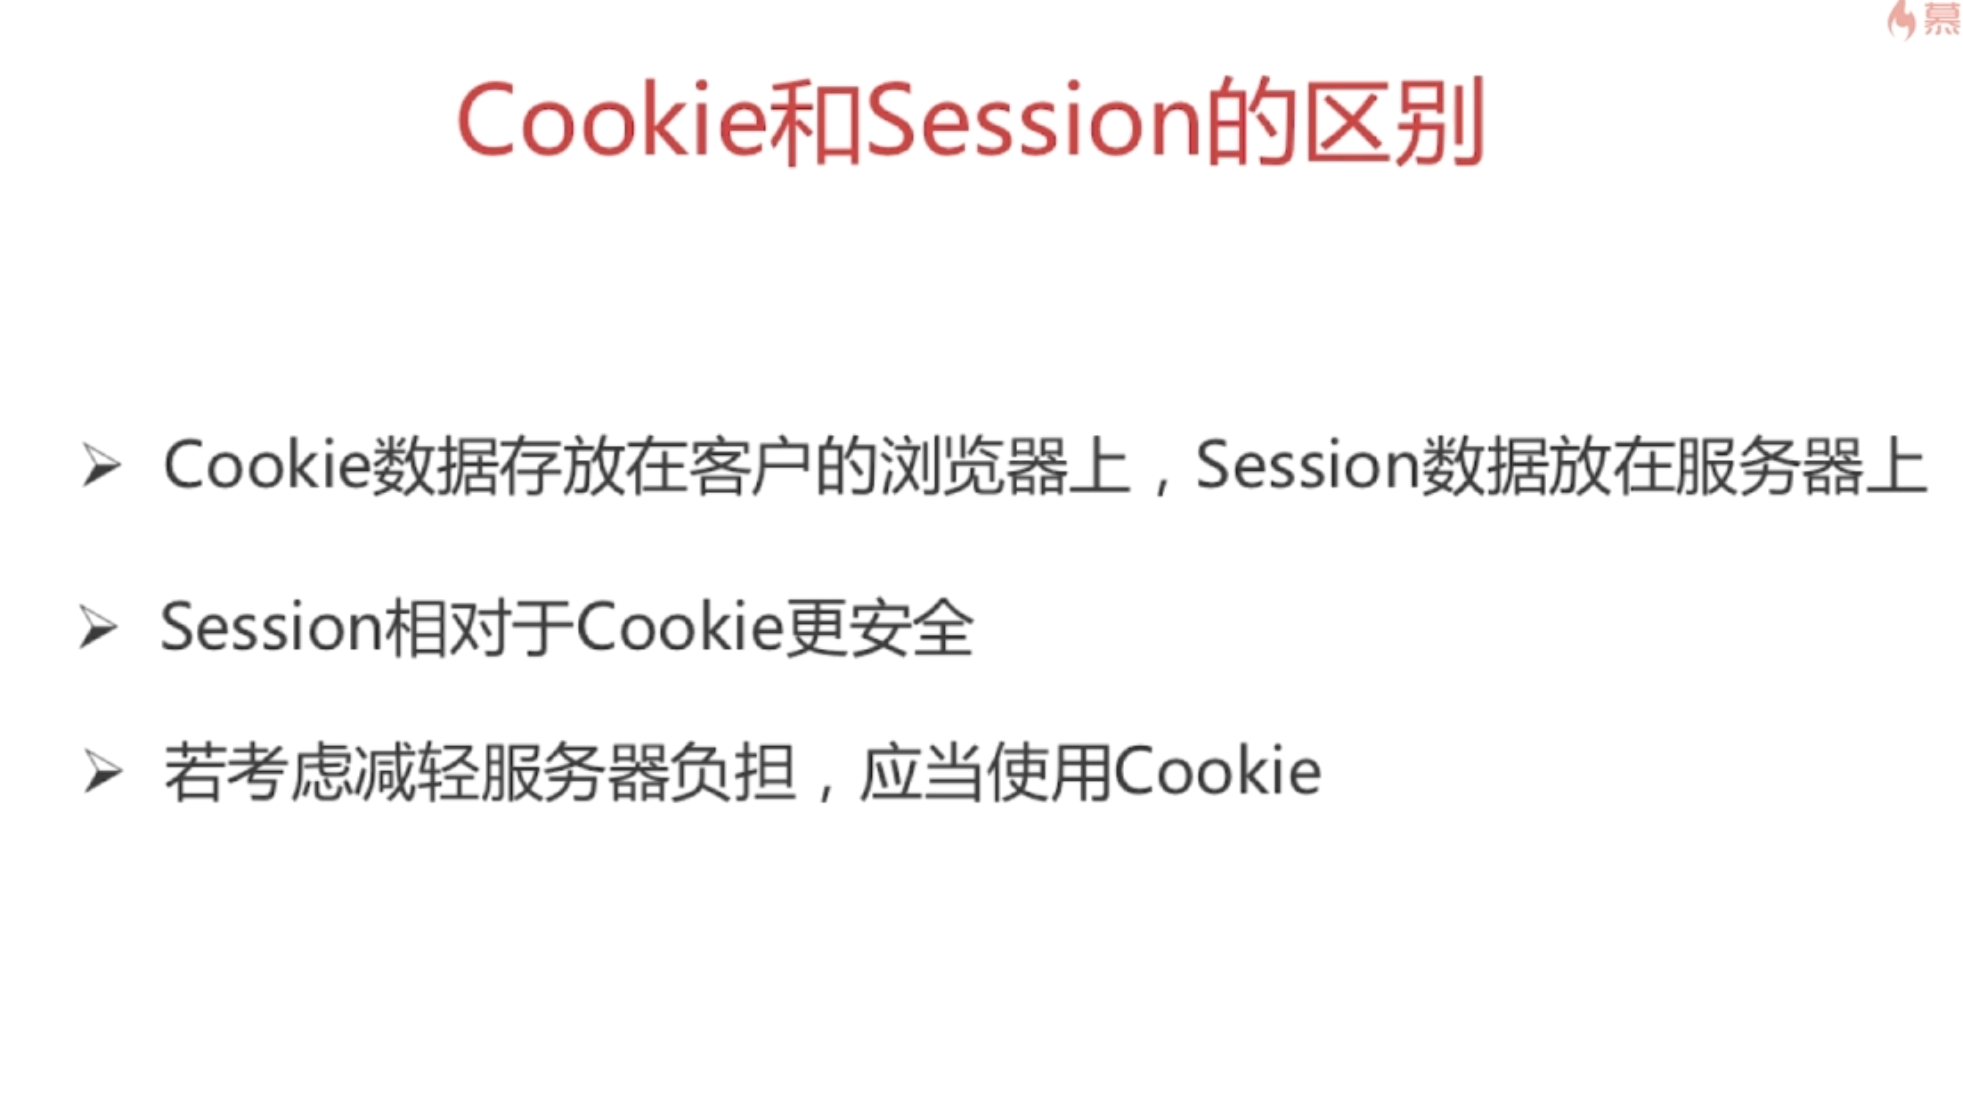 慕
Cookie和Session的区别
Cookie数据存放在客户的浏览器上，Session数据放在服务器上
Session相对于Cookie更安全
若考虑减轻服务器负担，应当使用Cookie